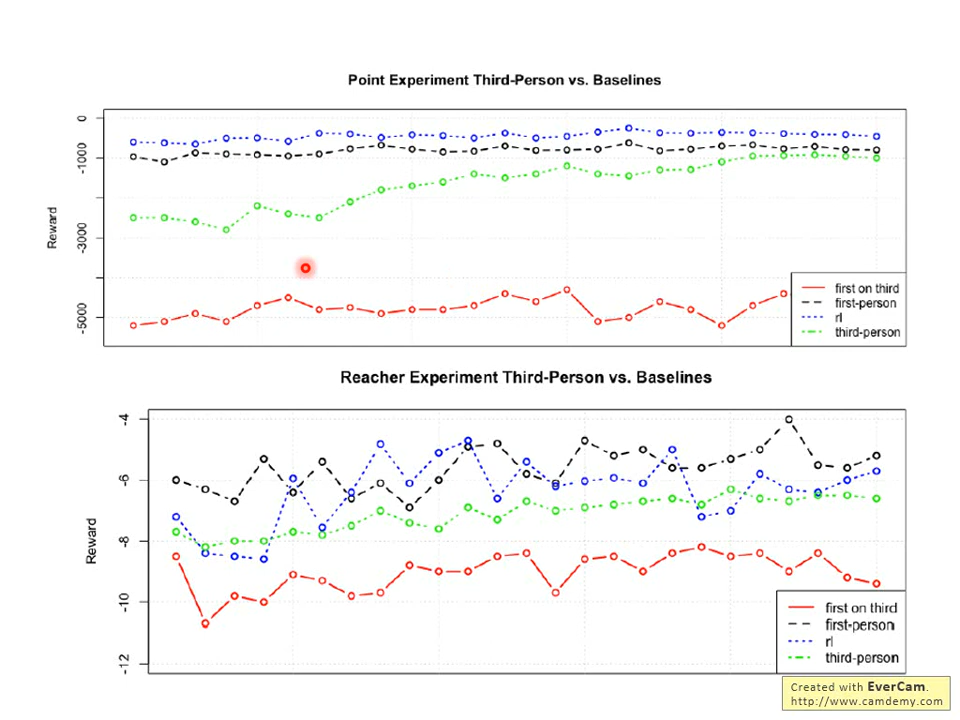 Point Experiment Third-Person vs. Baselines
0
-1000
-3000
-5000
Reward
first on third
first-person
rl
third-person
Reacher Experiment Third-Person vs. Baselines
-4
-6
-8
-10
-12
Reward
first on third
first-person
rl
third-person
Created with EverCam.
http://www.camdemy.com